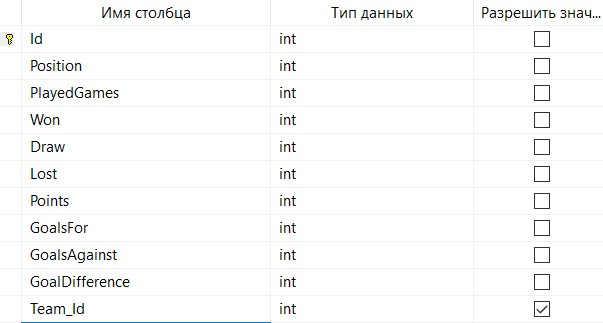 Имя столбца Тип данных Разрешить знач...
Id int
Position int
PlayedGames int
Won int
Draw int
Lost int
Points int
GoalsFor int
GoalsAgainst int
GoalDifference int
Team_Id int